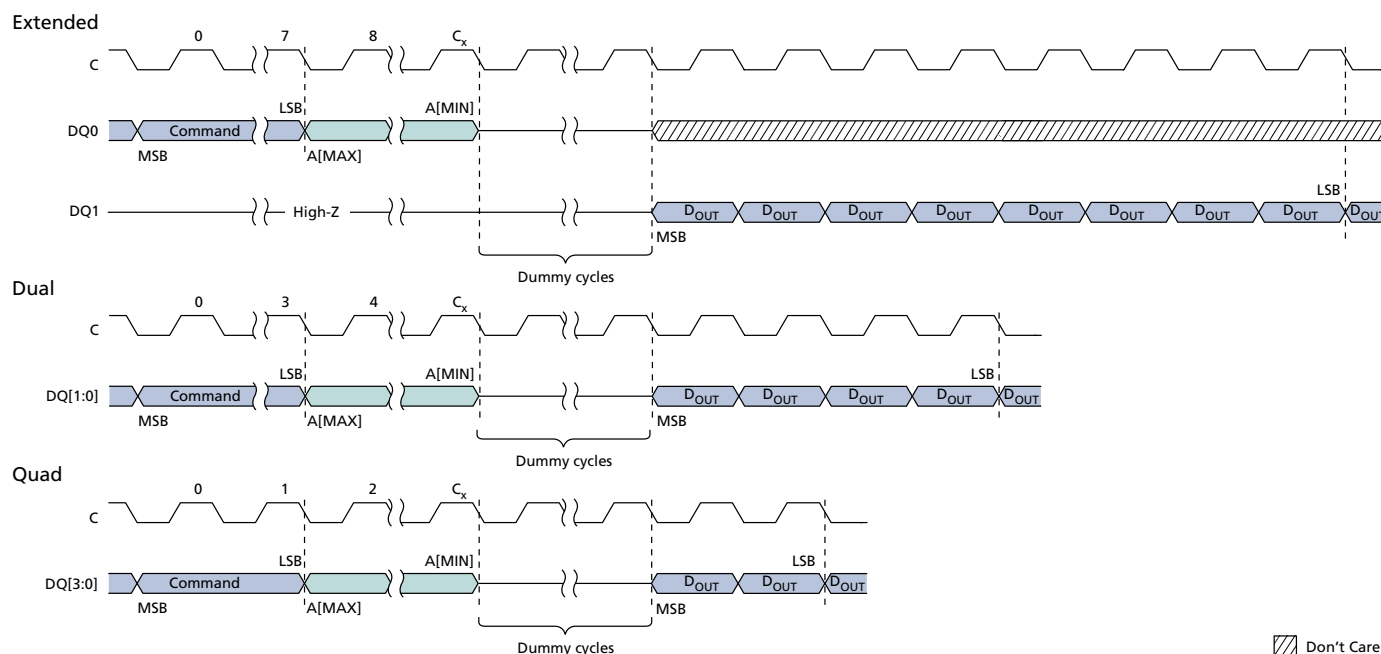 Extended
0 7 8 Cx
C
LSB A[MIN]
DQ0 Command
MSB A[MAX]
LSB
DQ1 High-Z DOUT DOUT DOUT DOUT DOUT DOUT DOUT DOUT DOUT
MSB
Dummy cycles
Dual
0 3 4 Cx
C
LSB A[MIN] LSB
DQ[1:0] Command DOUT DOUT DOUT DOUT DOUT
MSB A[MAX] MSB
Dummy cycles
Quad
0 1 2 Cx
C
LSB A[MIN] LSB
DQ[3:0] Command DOUT DOUT DOUT
MSB A[MAX] MSB
Dummy cycles
Don't Care